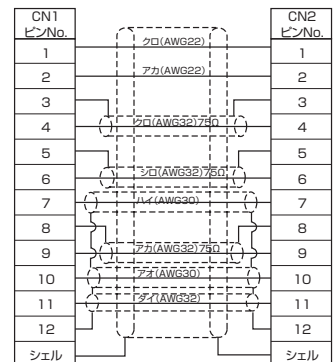 CN1
ピンNo.
CN2
ピンNo.
1
クロ(AWG22)
1
2
アカ(AWG22)
2
3
3
4
クロ(AWG32)75Ω
4
5
5
6
シロ(AWG32)75Ω
6
7
ハイ(AWG30)
7
8
8
9
アカ(AWG32)75Ω
9
10
アオ(AWG30)
10
11
ダイ(AWG32)
11
12
12
シェル
シェル